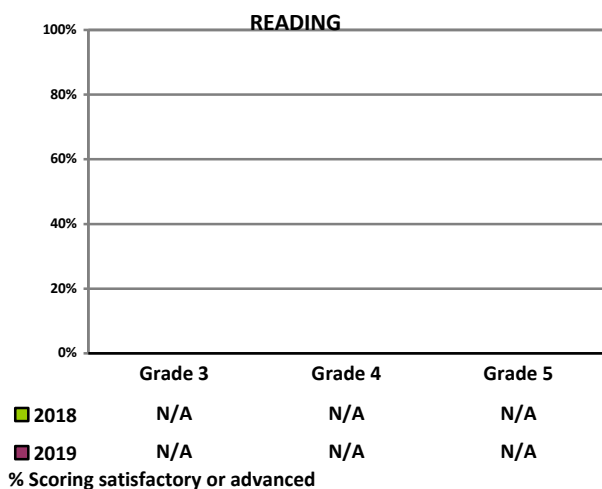 READING
100%
80%
60%
40%
20%
0%
Grade 3 Grade 4 Grade 5
2018 N/A N/A N/A
2019 N/A N/A N/A
% Scoring satisfactory or advanced